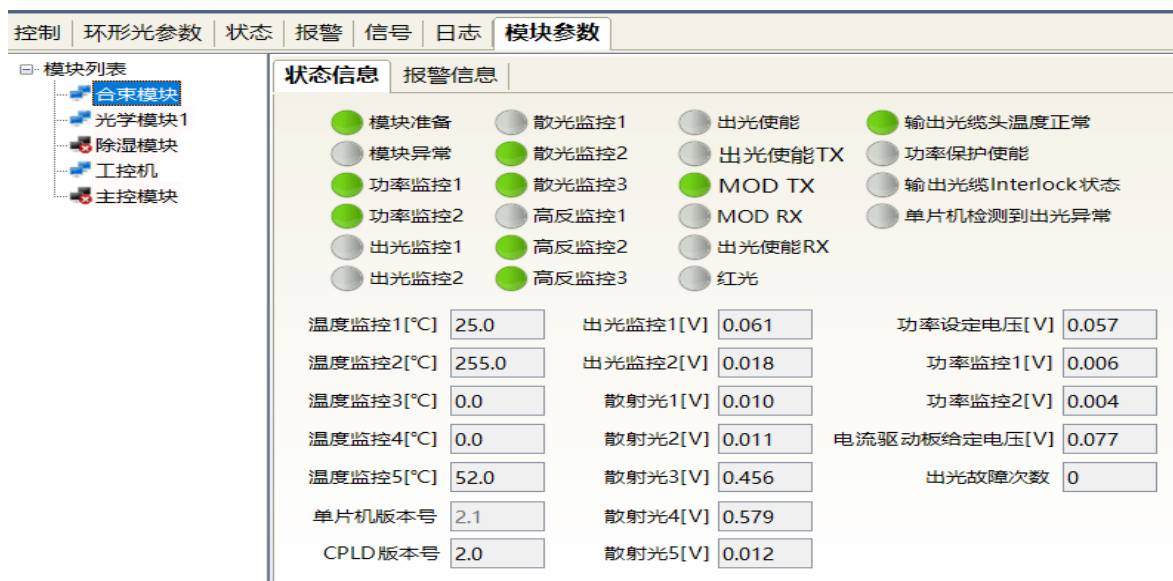 控制 环形光参数 状态 报警 信号 日志 模块参数
模块列表
合束模块
光学模块1
除湿模块
工控机
主控模块
状态信息 报警信息
模块准备 散光监控1 出光使能 输出光缆头温度正常
模块异常 散光监控2 出光使能TX 功率保护使能
功率监控1 散光监控3 MOD TX 输出光缆Interlock状态
功率监控2 高反监控1 MOD RX 单片机检测到出光异常
出光监控1 高反监控2 出光使能RX
出光监控2 高反监控3 红光
温度监控1[℃] 25.0 出光监控1[V] 0.061 功率设定电压[V] 0.057
温度监控2[℃] 255.0 出光监控2[V] 0.018 功率监控1[V] 0.006
温度监控3[℃] 0.0 散射光1[V] 0.010 功率监控2[V] 0.004
温度监控4[℃] 0.0 散射光2[V] 0.011 电流驱动板给定电压[V] 0.077
温度监控5[℃] 52.0 散射光3[V] 0.456 出光故障次数 0
单片机版本号 2.1 散射光4[V] 0.579
CPLD版本号 2.0 散射光5[V] 0.012